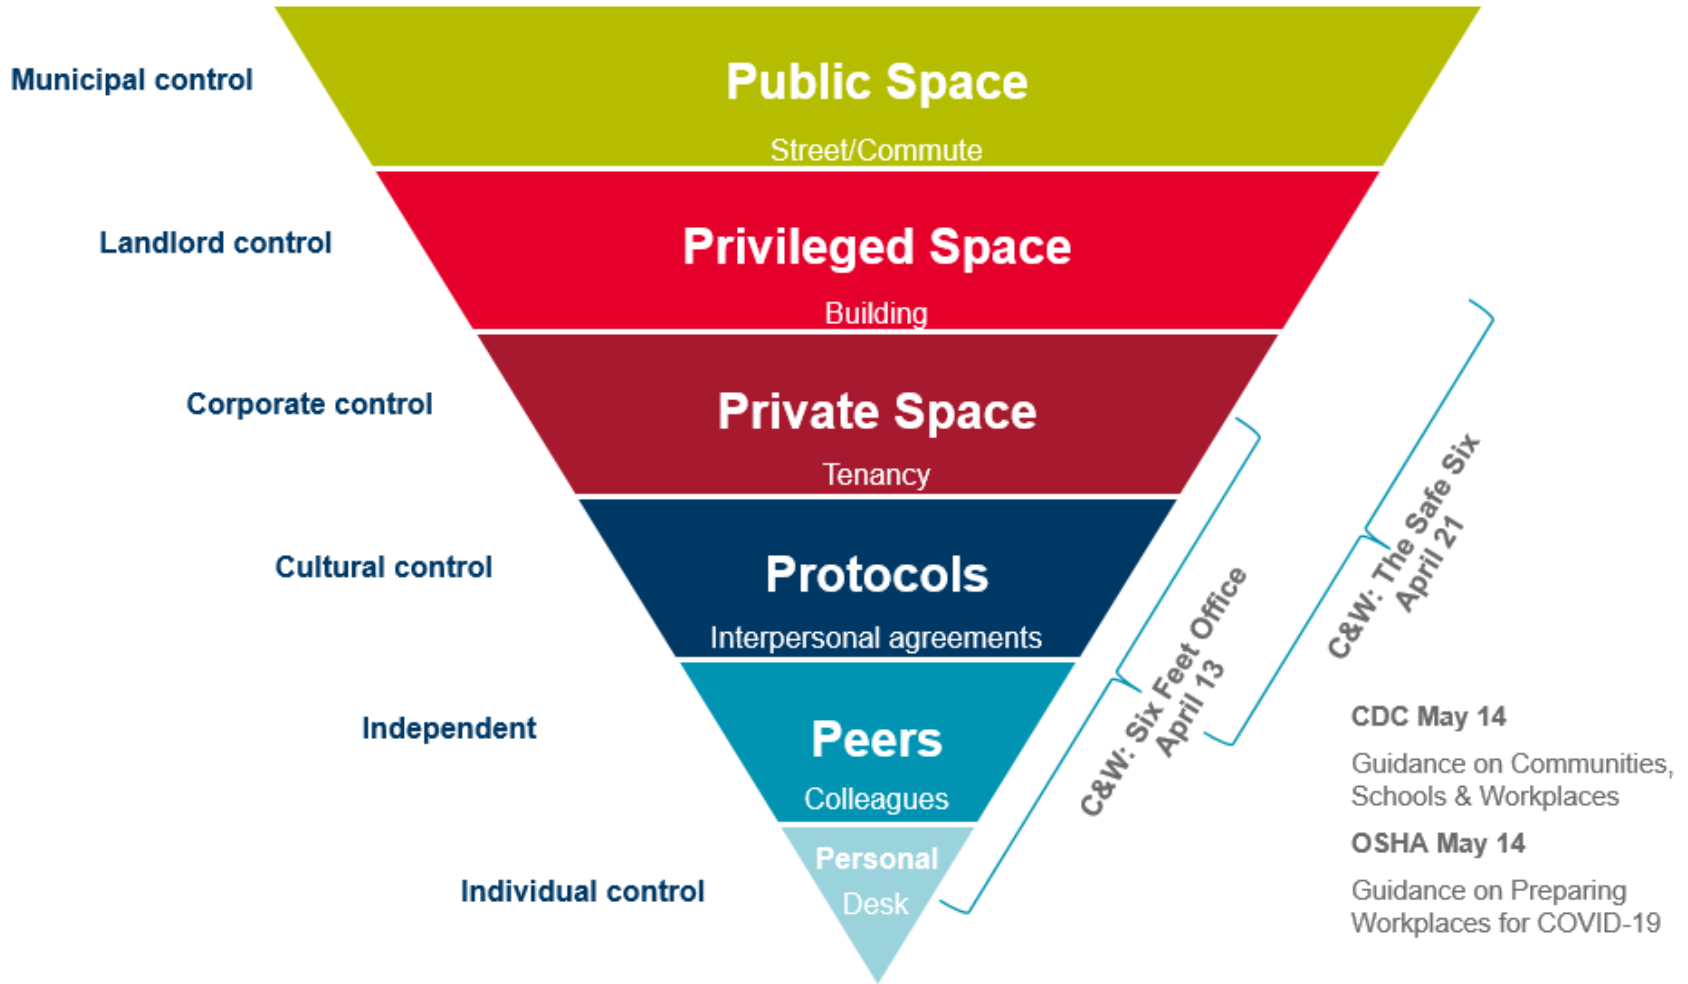 Municipal control
Public Space
Street/Commute
Landlord control
Privileged Space
Building
Corporate control
Private Space
Tenancy
Cultural control
Protocols
Interpersonal agreements
Independent
Peers
Colleagues
Individual control
Personal
Desk
C&W: Six Feet Office
April 13
C&W: The Safe Six
April 21
CDC May 14
Guidance on Communities,
Schools & Workplaces
OSHA May 14
Guidance on Preparing
Workplaces for COVID-19